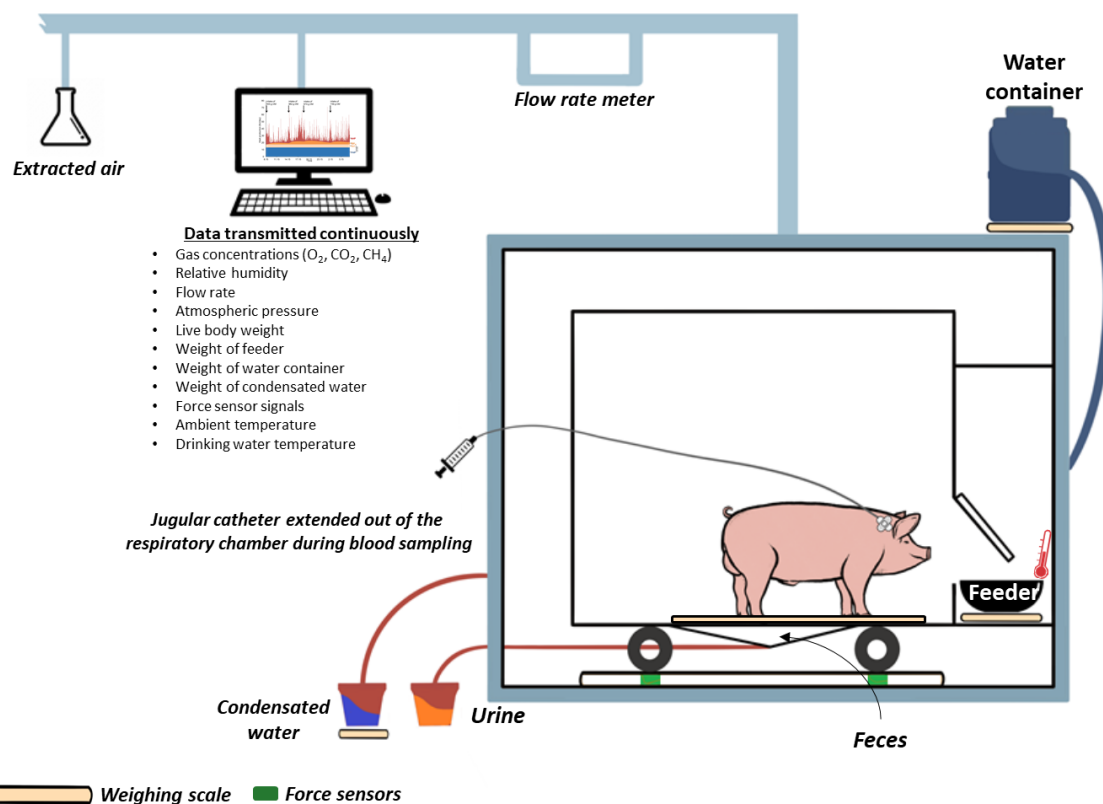 Water
container
Flow rate meter
Extracted air
Data transmitted continuously
• Gas concentrations (O₂, CO₂, CH₄)
• Relative humidity
• Flow rate
• Atmospheric pressure
• Live body weight
• Weight of feeder
• Weight of water container
• Weight of condensated water
• Force sensor signals
• Ambient temperature
• Drinking water temperature
Jugular catheter extended out of the
respiratory chamber during blood sampling
Feeder
Condensated
water
Urine
Feces
Weighing scale
Force sensors